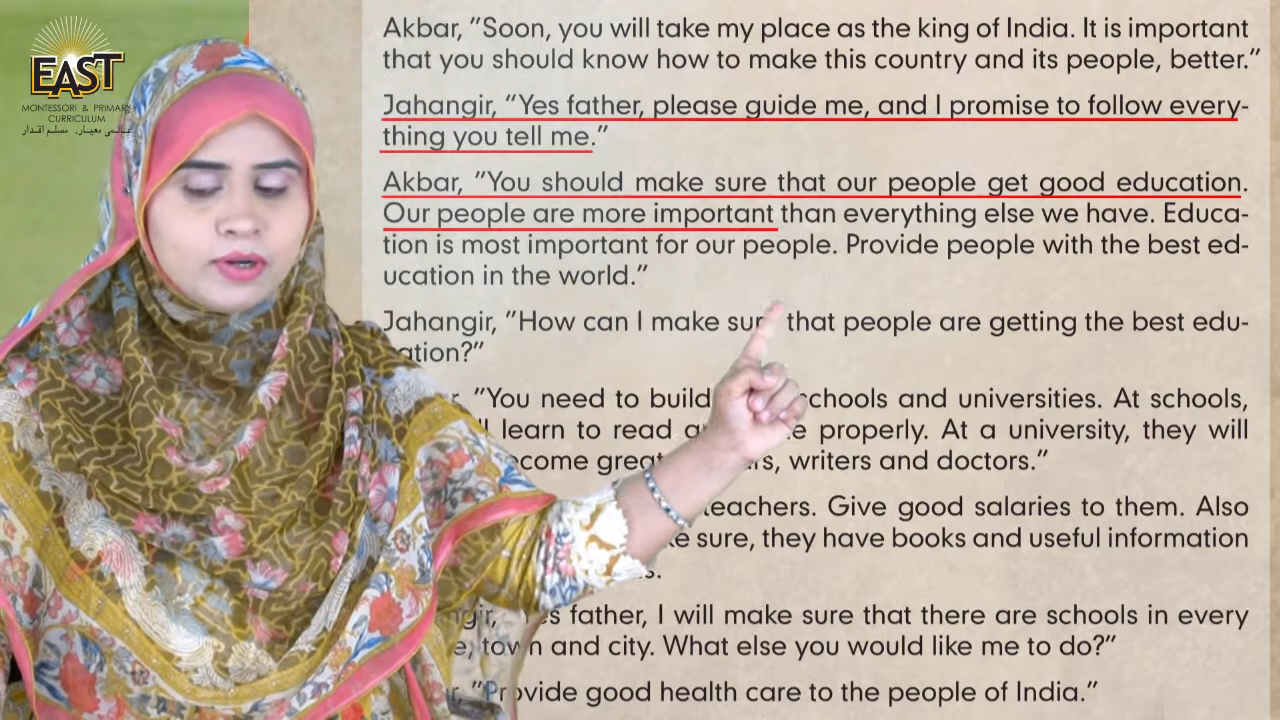 EAST
MONTESSORI & PRIMARY
CURRICULUM
عالمی معیار، مسلم اقدار
Akbar, ”Soon, you will take my place as the king of India. It is important
that you should know how to make this country and its people, better.”
Jahangir, “Yes father, please guide me, and I promise to follow every-
thing you tell me.”
Akbar, ”You should make sure that our people get good education.
Our people are more important than everything else we have. Educa-
tion is most important for our people. Provide people with the best ed-
ucation in the world.”
Jahangir, ”How can I make sure that people are getting the best edu-
cation?”
”You need to build schools and universities. At schools,
learn to read properly. At a university, they will
become great writers and doctors.”
teachers. Give good salaries to them. Also
sure, they have books and useful information
father, I will make sure that there are schools in every
town and city. What else you would like me to do?”
”Provide good health care to the people of India.”